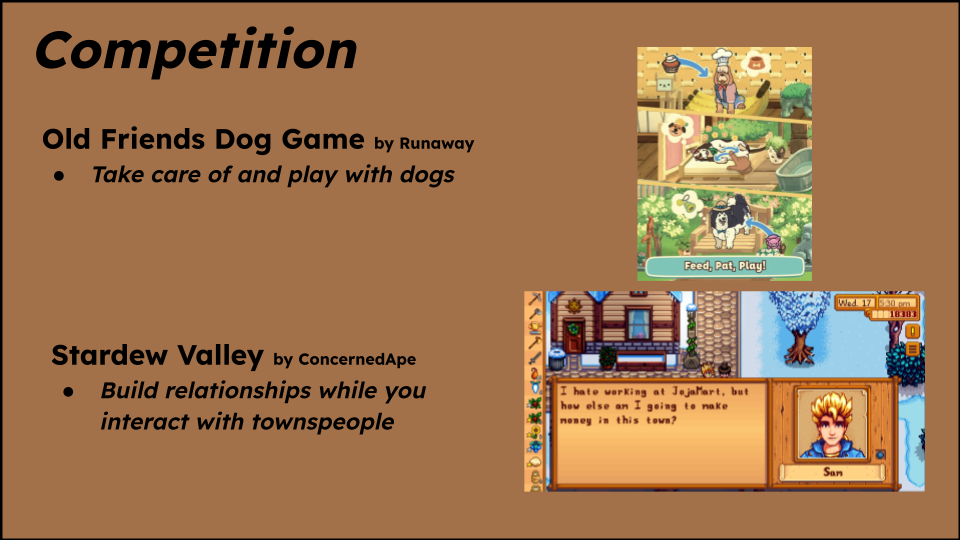 Competition
Old Friends Dog Game by Runaway
● Take care of and play with dogs
Feed, Pat, Play!
Stardew Valley by ConcernedApe
● Build relationships while you
interact with townspeople
Wed. 17 5:30 pm
18383
I hate working at JojaMart, but
how else am I going to make
money in this town?
Sam